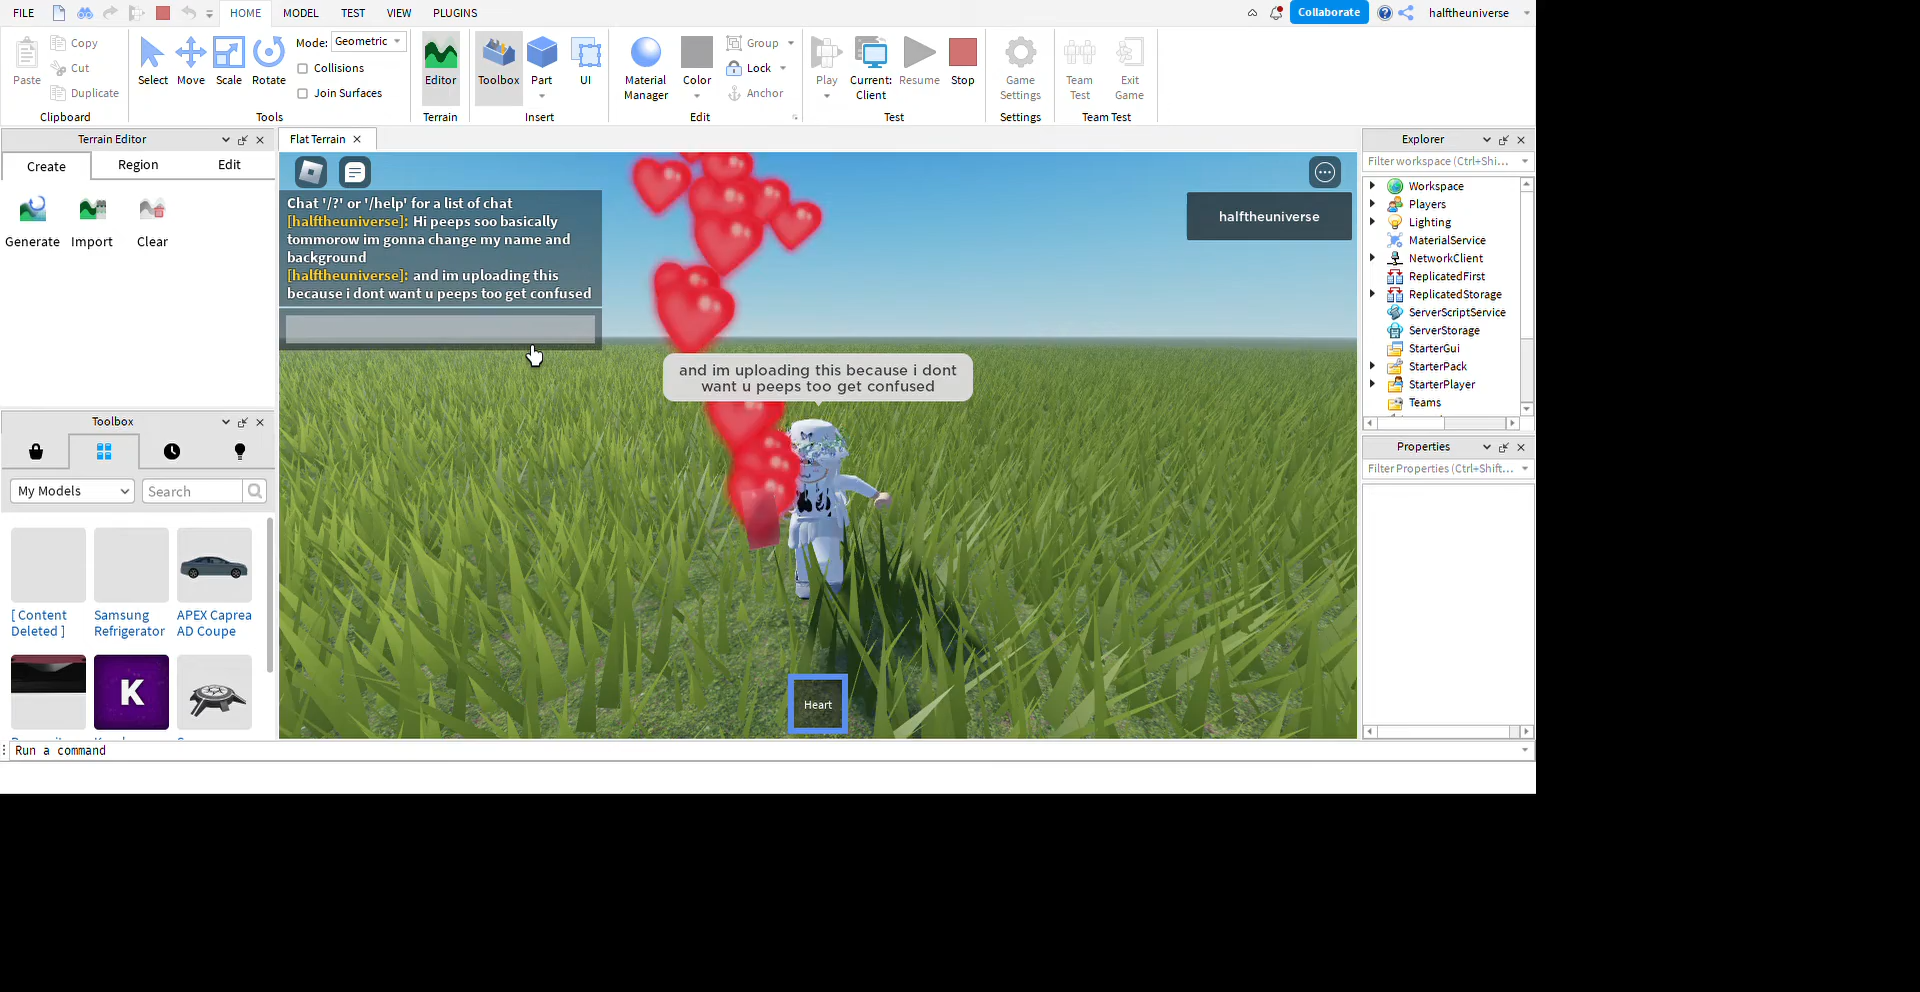 FILE
HOME
MODEL
TEST
VIEW
PLUGINS
Collaborate
halftheuniverse
Paste
Copy
Cut
Duplicate
Clipboard
Select
Move
Scale
Rotate
Mode: Geometric
Collisions
Join Surfaces
Tools
Editor
Terrain
Toolbox
Part
UI
Insert
Material
Manager
Color
Group
Lock
Anchor
Edit
Play
Current:
Client
Resume
Stop
Test
Game
Settings
Settings
Team
Test
Exit
Game
Team Test
Terrain Editor
Create
Region
Edit
Generate
Import
Clear
Toolbox
My Models
Search
[ Content
Deleted ]
Samsung
Refrigerator
APEX Caprea
AD Coupe
K
Flat Terrain
Chat '/?' or '/help' for a list of chat
[halftheuniverse]: Hi peeps soo basically
tommorow im gonna change my name and
background
[halftheuniverse]: and im uploading this
because i dont want u peeps too get confused
halftheuniverse
and im uploading this because i dont
want u peeps too get confused
Heart
Explorer
Filter workspace (Ctrl+Shi...
Workspace
Players
Lighting
MaterialService
NetworkClient
ReplicatedFirst
ReplicatedStorage
ServerScriptService
ServerStorage
StarterGui
StarterPack
StarterPlayer
Teams
Properties
Filter Properties (Ctrl+Shift...
Run a command